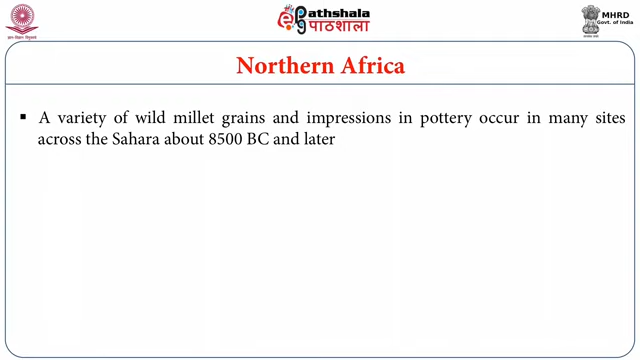 Pathshala
पाठशाला
MHRD
Govt. of India
Northern Africa
▪ A variety of wild millet grains and impressions in pottery occur in many sites
across the Sahara about 8500 BC and later